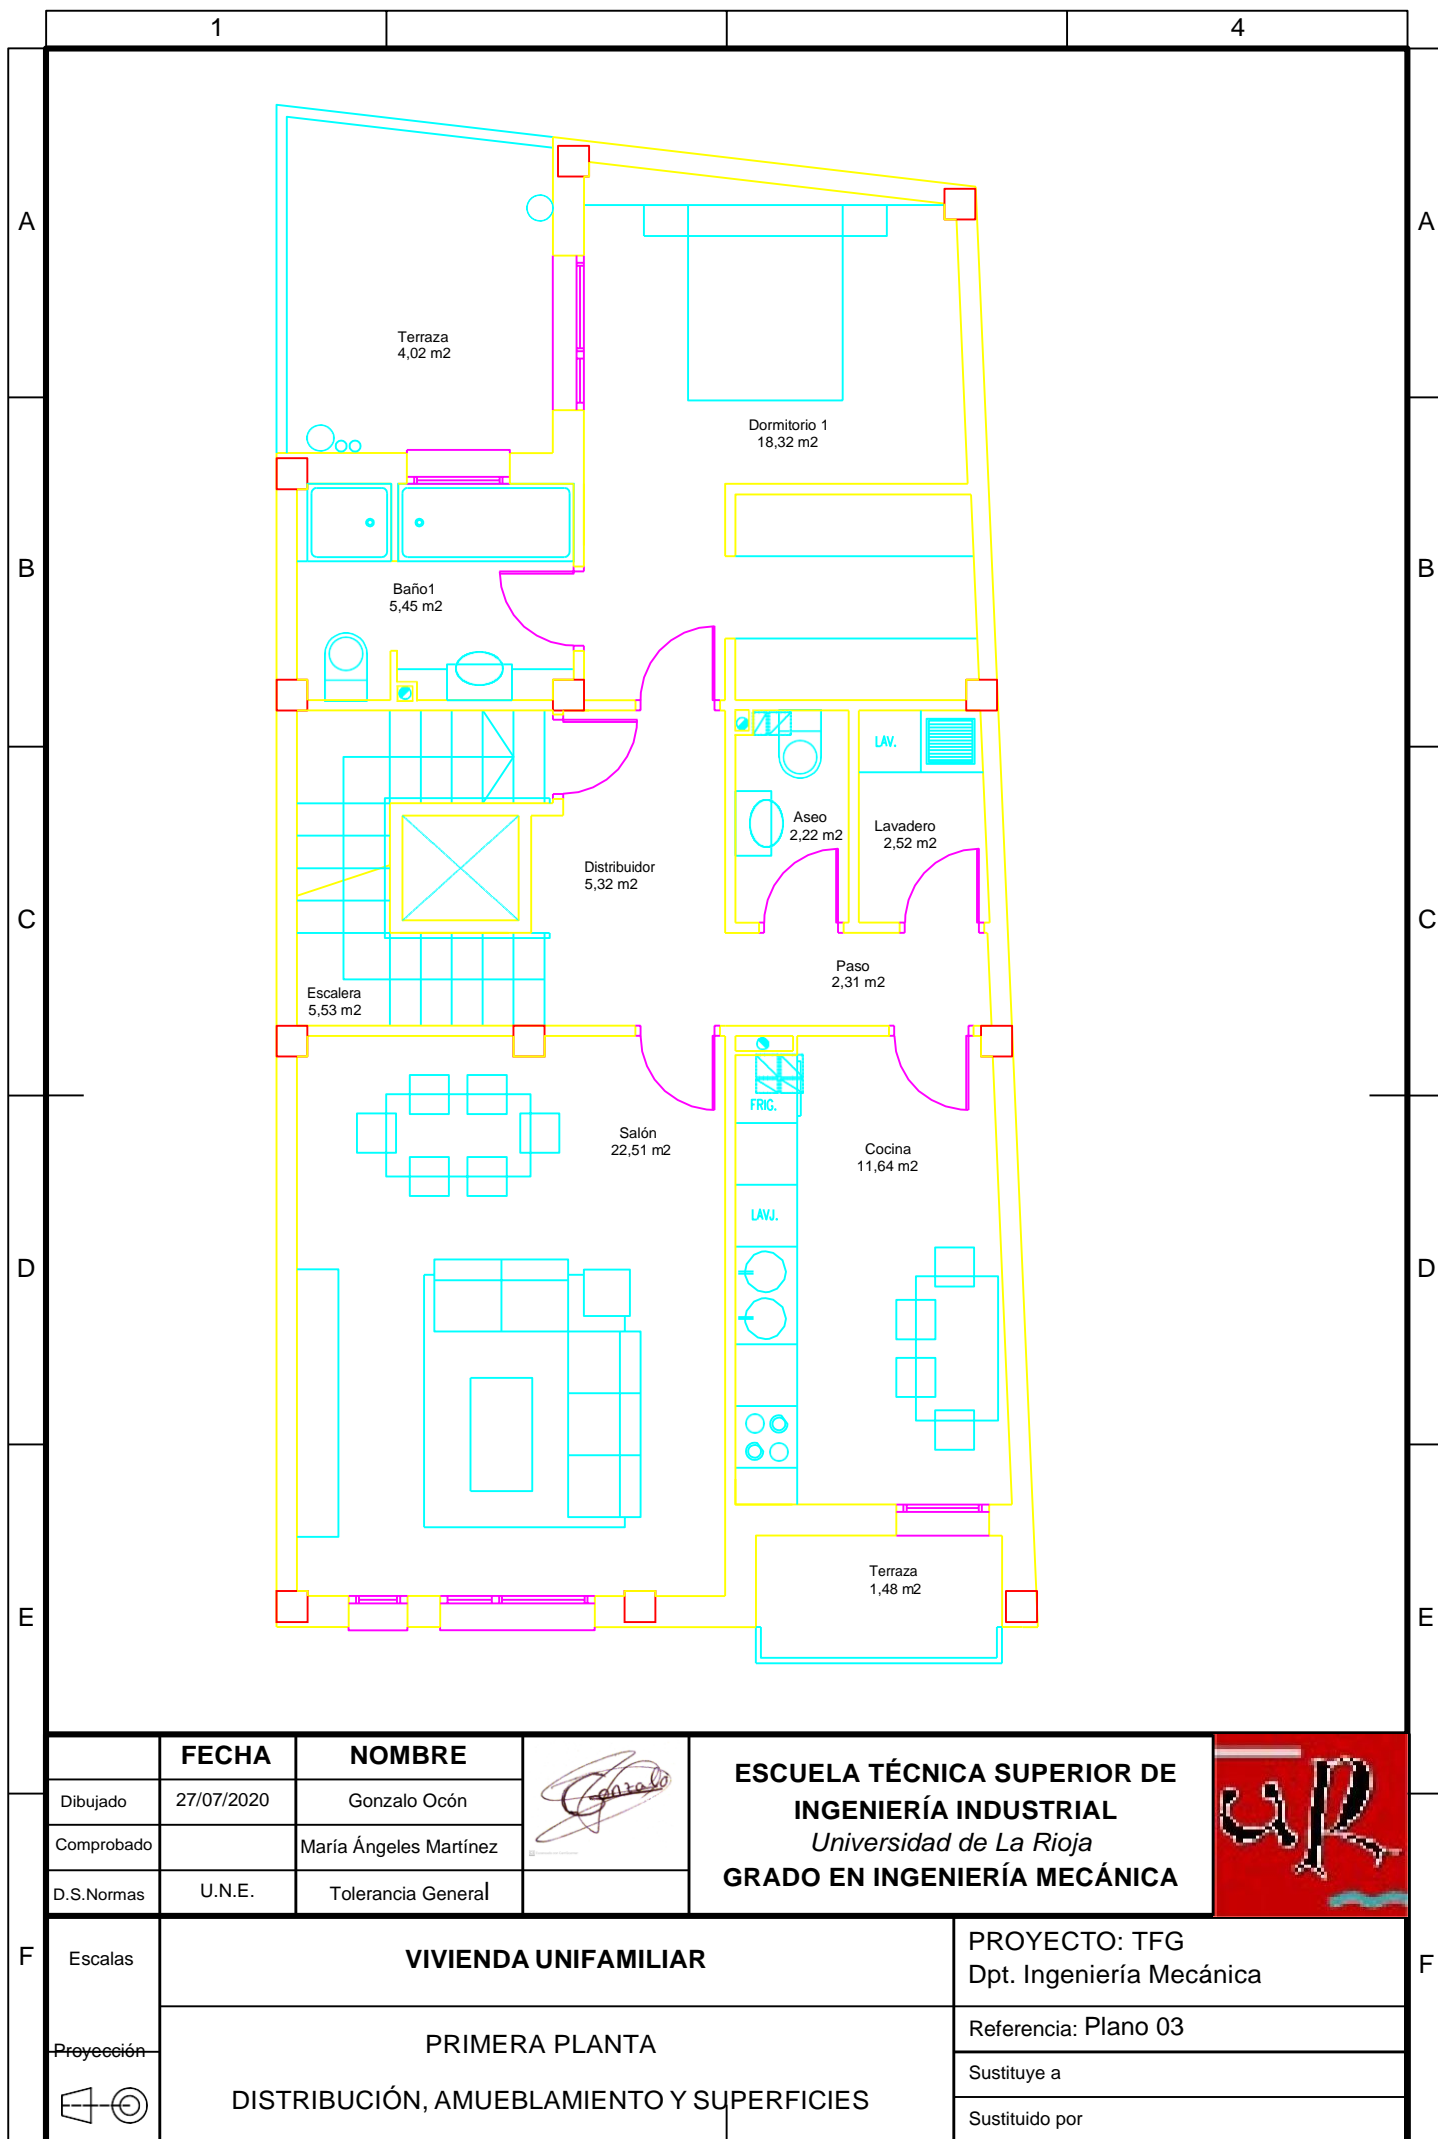 1
4
A
A
Terraza
4,02 m2
Dormitorio 1
18,32 m2
B
B
Baño1
5,45 m2
LAV.
Aseo
2,22 m2
Lavadero
2,52 m2
Distribuidor
5,32 m2
C
C
Paso
2,31 m2
Escalera
5,53 m2
FRIG.
Salón
22,51 m2
Cocina
11,64 m2
LAVJ.
D
D
Terraza
1,48 m2
E
E
FECHA
NOMBRE
Dibujado
27/07/2020
Gonzalo Ocón
Comprobado
María Ángeles Martínez
D.S.Normas
U.N.E.
Tolerancia General
Gonzalo
ESCUELA TÉCNICA SUPERIOR DE
INGENIERÍA INDUSTRIAL
Universidad de La Rioja
GRADO EN INGENIERÍA MECÁNICA
UR
F
F
Escalas
VIVIENDA UNIFAMILIAR
PROYECTO: TFG
Dpt. Ingeniería Mecánica
Proyección
PRIMERA PLANTA
DISTRIBUCIÓN, AMUEBLAMIENTO Y SUPERFICIES
Referencia: Plano 03
Sustituye a
Sustituido por